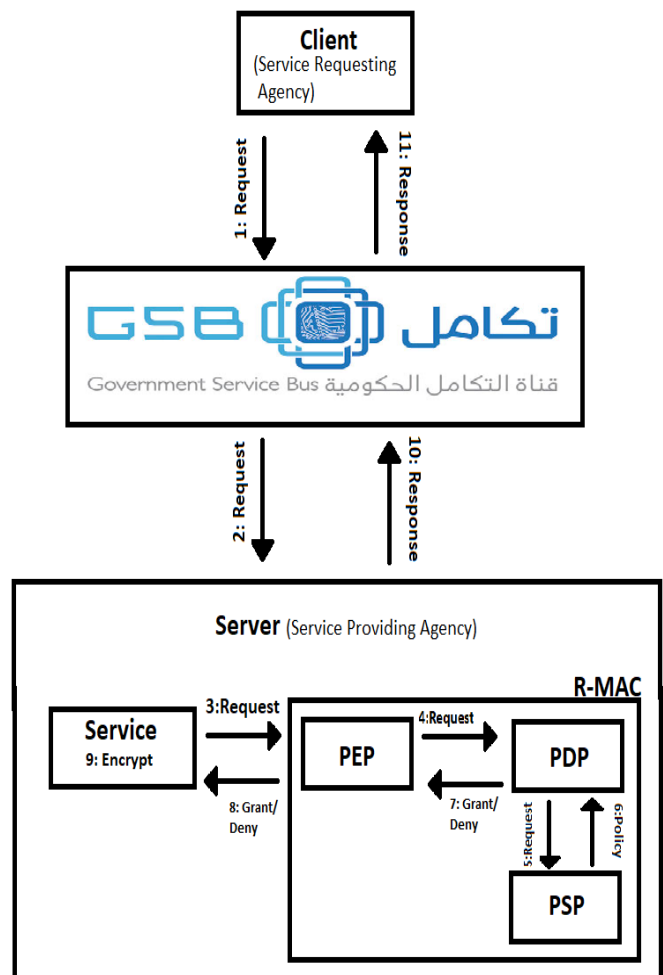 Client
(Service Requesting
Agency)
1: Request
11: Response
GSB تكامل
Government Service Bus قناة التكامل الحكومية
2: Request
10: Response
Server (Service Providing Agency)
R-MAC
Service
9: Encrypt
3:Request
8: Grant/
Deny
PEP
4:Request
7: Grant/
Deny
PDP
5:Request
6:Policy
PSP